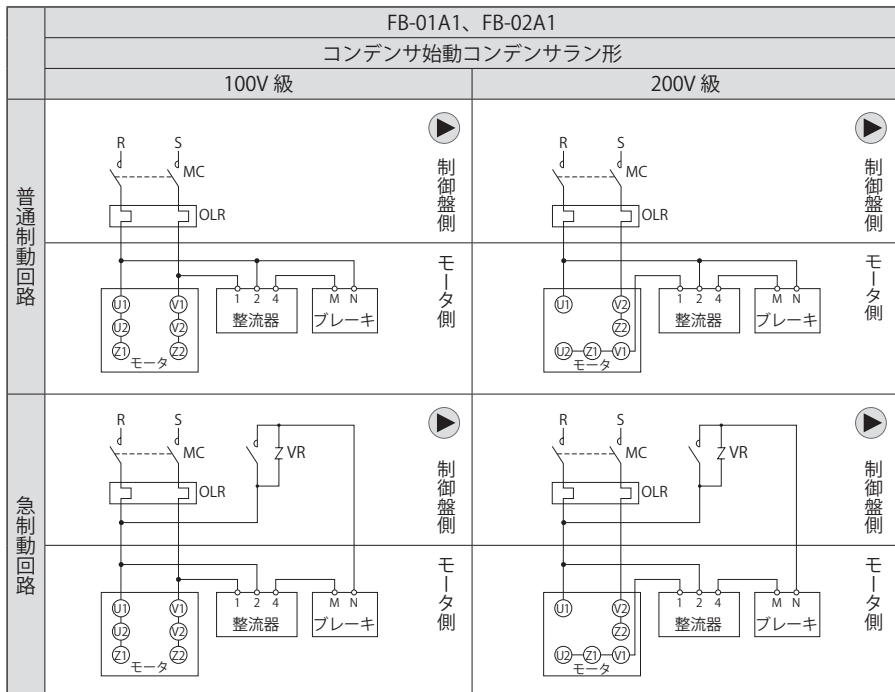 FB-01A1、FB-02A1
コンデンサ始動コンデンサラン形
100V 級
200V 級
普通制動回路
R S
MC
OLR
制御盤側
1 2 4 M N
U1 V1
U2 V2
Z1 Z2
モータ
整流器
ブレーキ
モータ側
R S
MC
OLR
制御盤側
1 2 4 M N
U1 V2
Z2
U2 Z1 V1
モータ
整流器
ブレーキ
モータ側
急制動回路
R S
MC VR
OLR
制御盤側
1 2 4 M N
U1 V1
U2 V2
Z1 Z2
モータ
整流器
ブレーキ
モータ側
R S
MC VR
OLR
制御盤側
1 2 4 M N
U1 V2
Z2
U2 Z1 V1
モータ
整流器
ブレーキ
モータ側